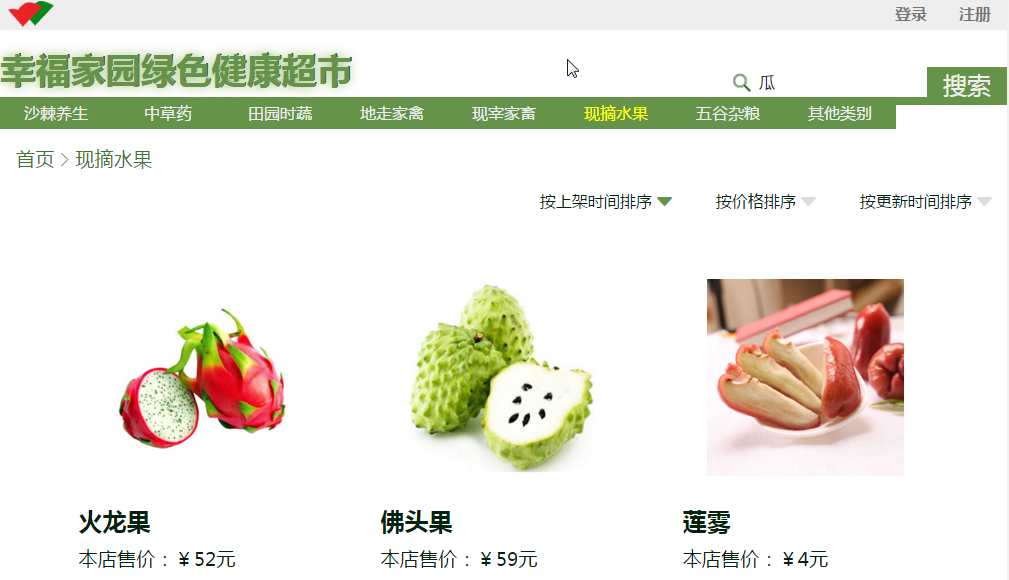 登录 注册
幸福家园绿色健康超市
瓜 搜索
沙棘养生 中草药 田园时蔬 地走家禽 现宰家畜 现摘水果 五谷杂粮 其他类别
首页 > 现摘水果
按上架时间排序 按价格排序 按更新时间排序
火龙果 佛头果 莲雾
本店售价：¥52元 本店售价：¥59元 本店售价：¥4元